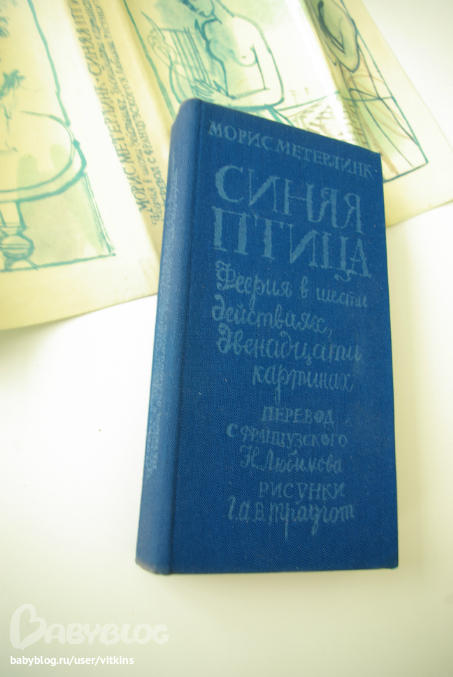 МОРИС МЕТЕРЛИНК
СИНЯЯ
ПТИЦА
Феерия в шести
действиях,
двенадцати
картинах
ПЕРЕВОД
С ФРАНЦУЗСКОГО
Н. Любимова
РИСУНКИ
Г. А. В. Траугот
BABYBLOG
babyblog.ru/user/vitkins